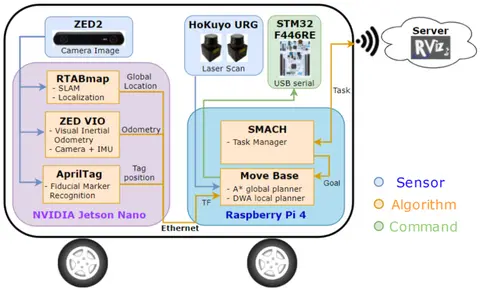 ZED2
Camera Image
HoKuyo URG
Laser Scan
STM32
F446RE
USB serial
Server
RViz
Task
RTABmap
- SLAM
- Localization
Global
Location
ZED VIO
- Visual Inertial
Odometry
- Camera + IMU
Odometry
AprilTag
- Fiducial Marker
Recognition
Tag
position
NVIDIA Jetson Nano
SMACH
- Task Manager
Goal
Move Base
- A* global planner
- DWA local planner
TF
Raspberry Pi 4
Ethernet
Sensor
Algorithm
Command